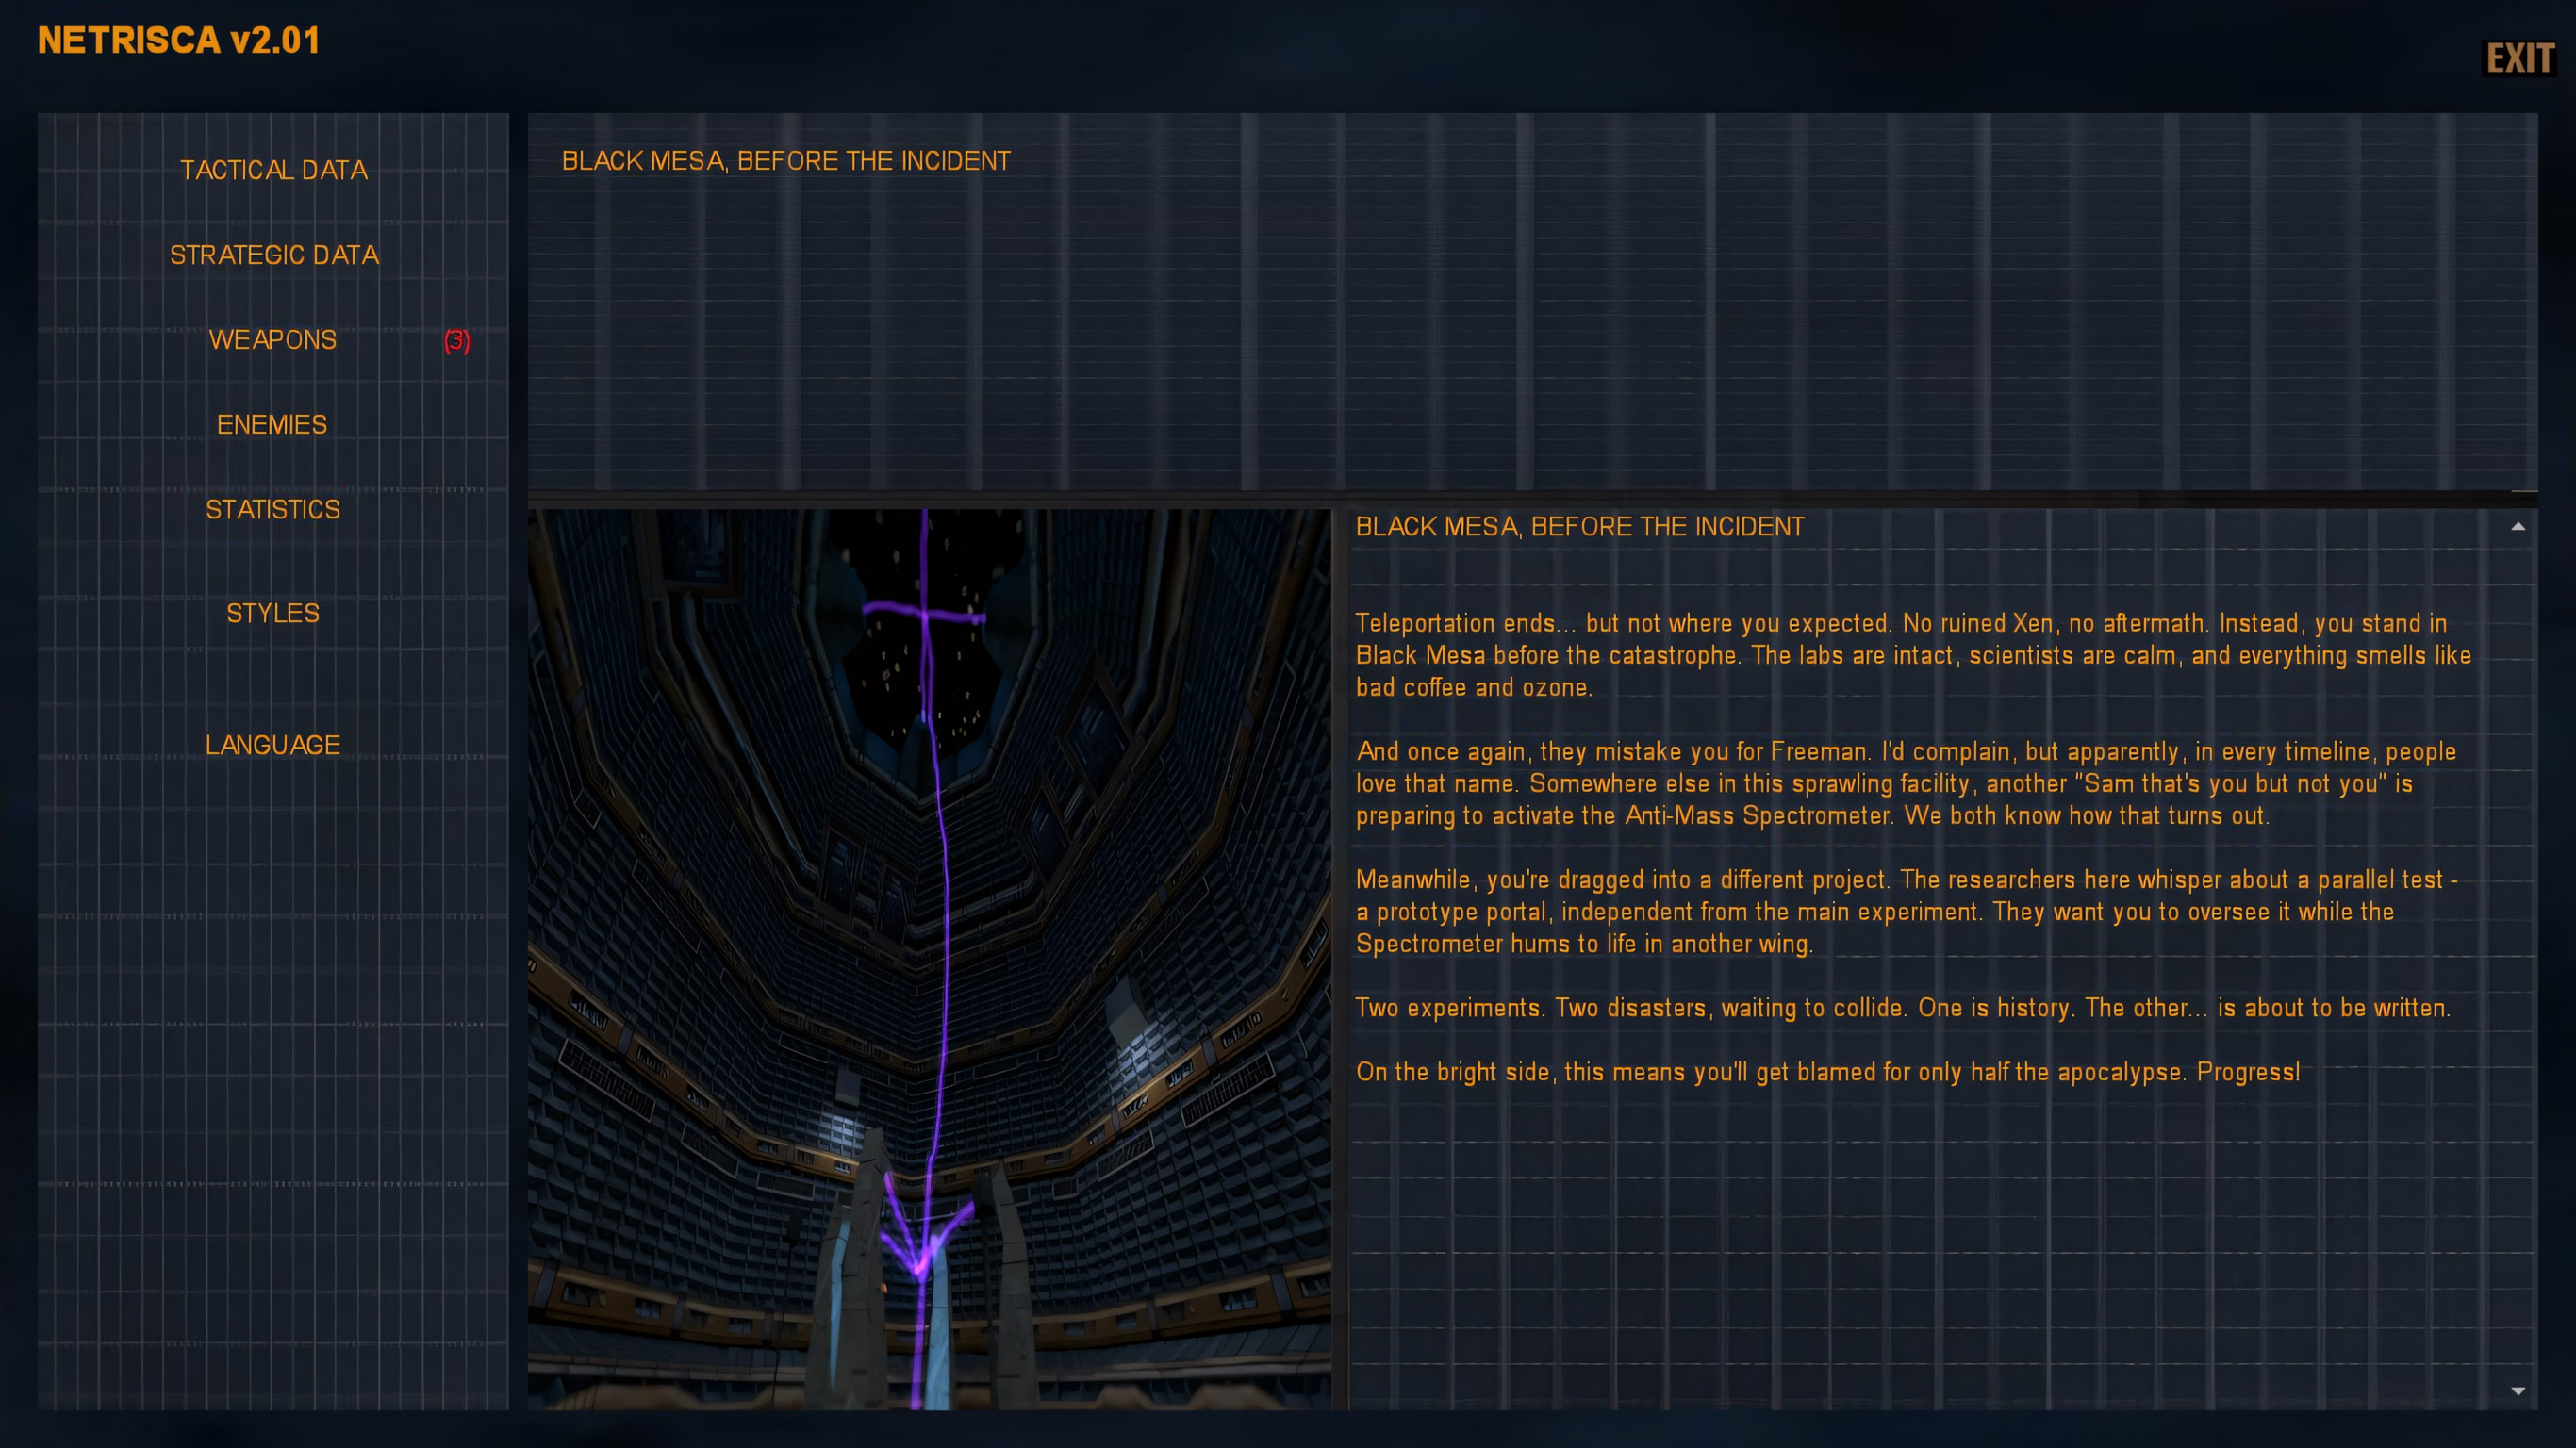 NETRISCA v2.01
EXIT
TACTICAL DATA
STRATEGIC DATA
WEAPONS (3)
ENEMIES
STATISTICS
STYLES
LANGUAGE
BLACK MESA, BEFORE THE INCIDENT
BLACK MESA, BEFORE THE INCIDENT
Teleportation ends... but not where you expected. No ruined Xen, no aftermath. Instead, you stand in
Black Mesa before the catastrophe. The labs are intact, scientists are calm, and everything smells like
bad coffee and ozone.
And once again, they mistake you for Freeman. I'd complain, but apparently, in every timeline, people
love that name. Somewhere else in this sprawling facility, another "Sam that's you but not you" is
preparing to activate the Anti-Mass Spectrometer. We both know how that turns out.
Meanwhile, you're dragged into a different project. The researchers here whisper about a parallel test -
a prototype portal, independent from the main experiment. They want you to oversee it while the
Spectrometer hums to life in another wing.
Two experiments. Two disasters, waiting to collide. One is history. The other... is about to be written.
On the bright side, this means you'll get blamed for only half the apocalypse. Progress!